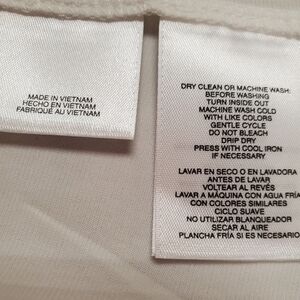 MADE IN VIETNAM
HECHO EN VIETNAM
FABRIQUÉ AU VIETNAM
DRY CLEAN OR MACHINE WASH:
BEFORE WASHING
TURN INSIDE OUT
MACHINE WASH COLD
WITH LIKE COLORS
GENTLE CYCLE
DO NOT BLEACH
DRIP DRY
PRESS WITH COOL IRON
IF NECESSARY
LAVAR EN SECO O EN LAVADORA
ANTES DE LAVAR
VOLTEAR AL REVÉS
LAVAR A MÁQUINA CON AGUA FRÍA
CON COLORES SIMILARES
CICLO SUAVE
NO UTILIZAR BLANQUEADOR
SECAR AL AIRE
PLANCHA FRÍA SI ES NECESARIO